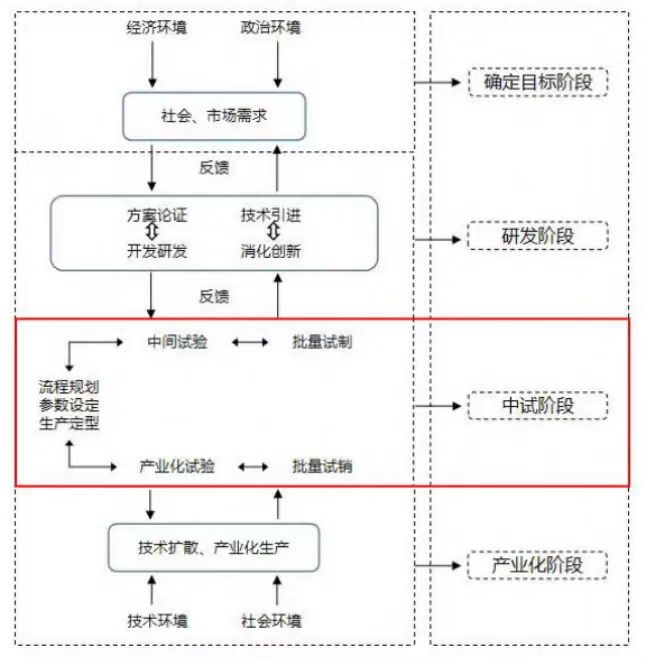 经济环境 政治环境
社会、市场需求
确定目标阶段
反馈
方案论证 技术引进
开发研发 消化创新
研发阶段
反馈
中间试验 批量试制
流程规划
参数设定
生产定型
中试阶段
产业化试验 批量试销
技术扩散、产业化生产
产业化阶段
技术环境 社会环境